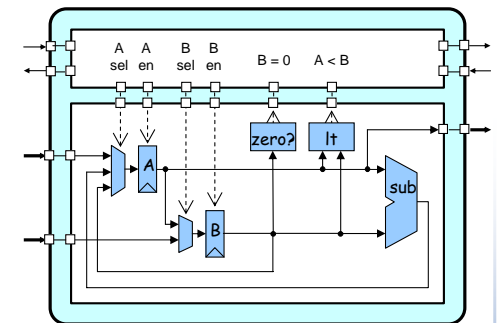 A A B B
sel en sel en
B = 0 A < B
zero? lt
A
sub
B